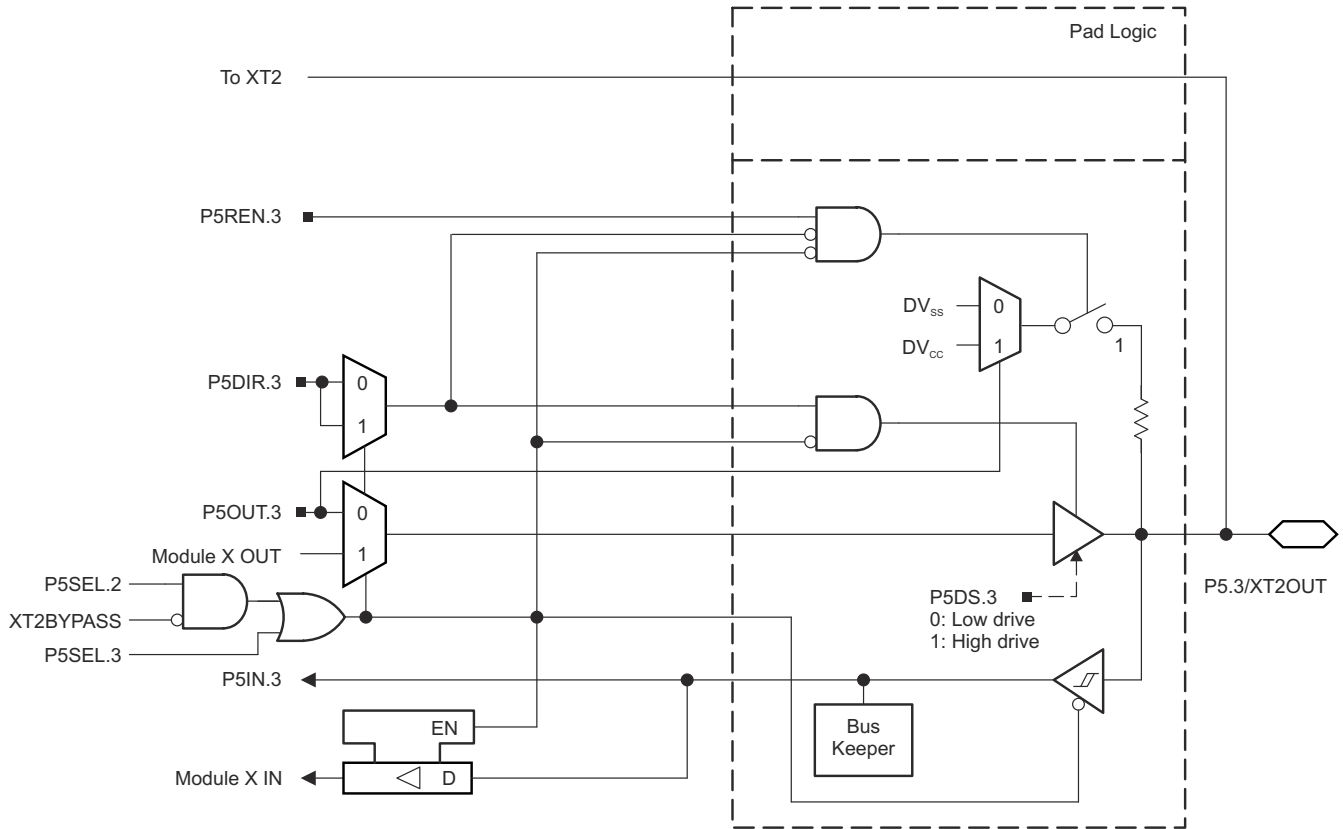 Pad Logic
To XT2
P5REN.3
DVSS
0
DVCC
1
1
P5DIR.3
0
1
P5OUT.3
0
Module X OUT
1
P5SEL.2
XT2BYPASS
P5SEL.3
P5DS.3
0: Low drive
1: High drive
P5.3/XT2OUT
P5IN.3
EN
Bus
Keeper
Module X IN
D